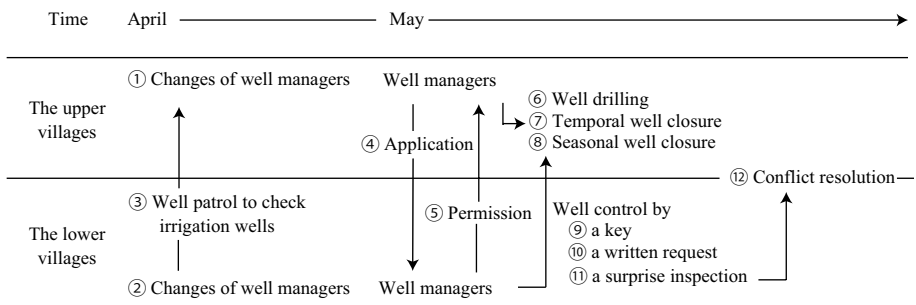 Time April May
① Changes of well managers Well managers
The upper
villages
⑥ Well drilling
⑦ Temporal well closure
⑧ Seasonal well closure
④ Application
⑫ Conflict resolution
③ Well patrol to check
irrigation wells
⑤ Permission
Well control by
⑨ a key
⑩ a written request
⑪ a surprise inspection
The lower
villages
② Changes of well managers Well managers